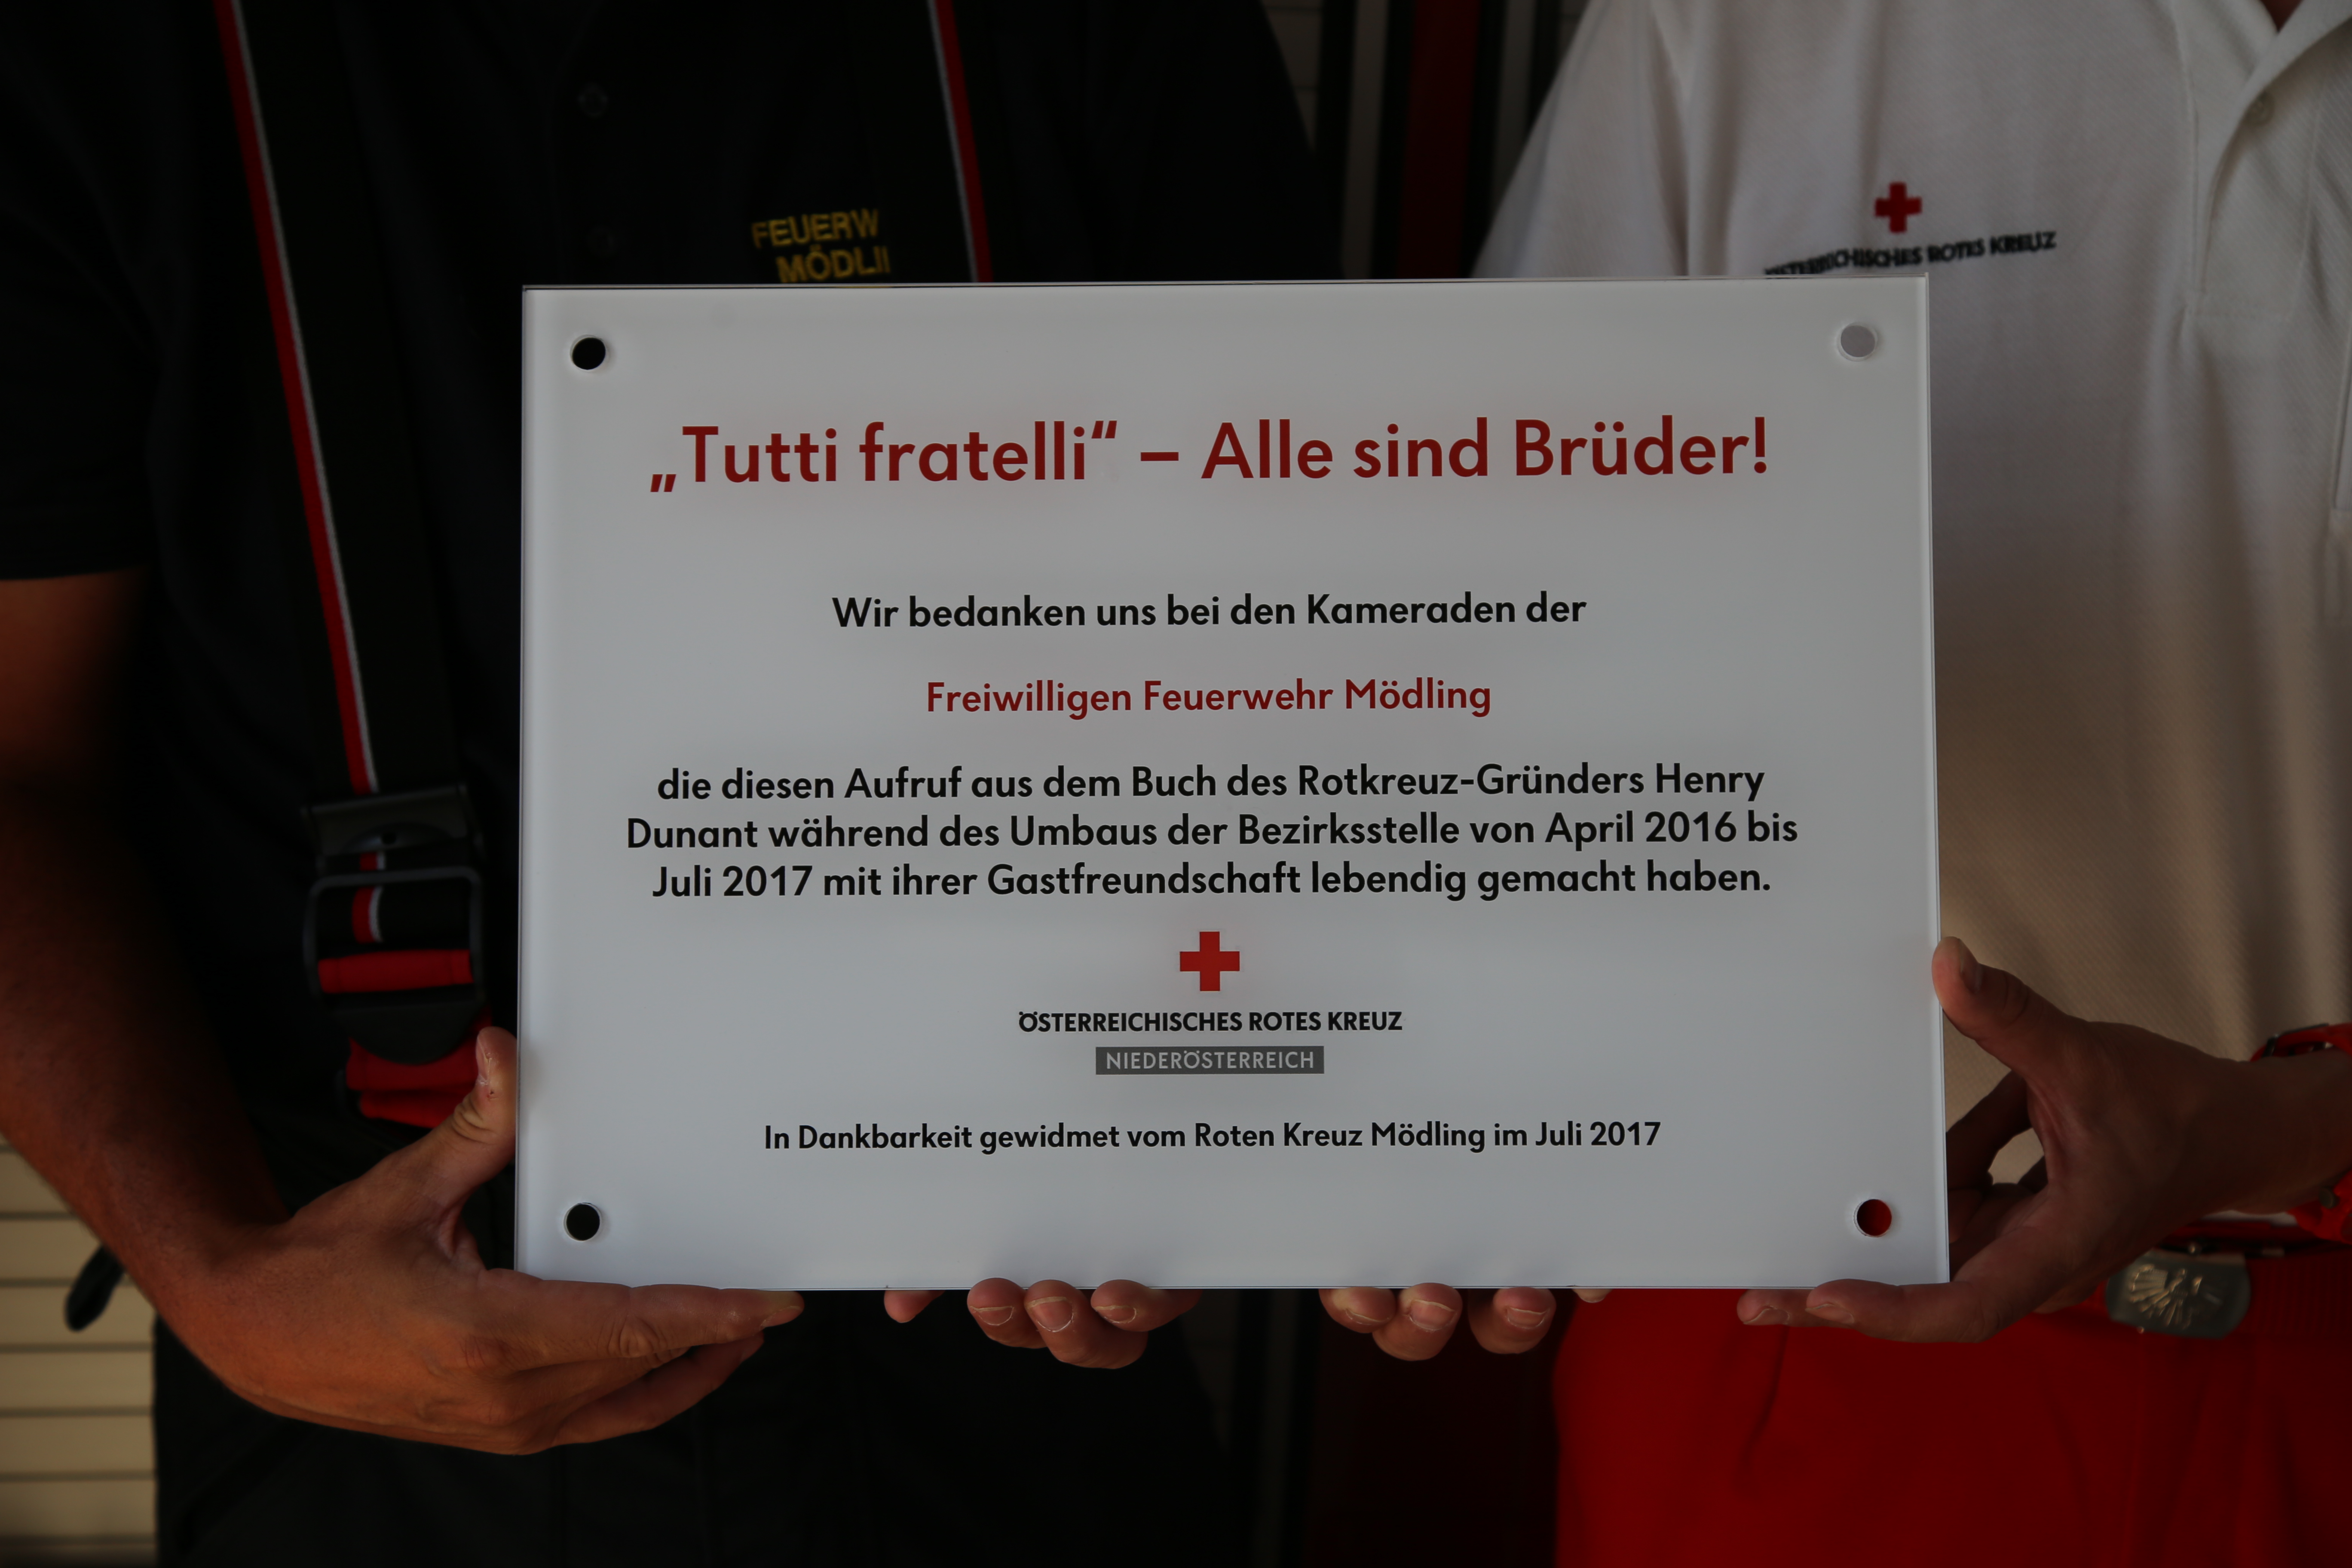 FEUERW
MÖDLI
ÖSTERREICHISCHES ROTES KREUZ
„Tutti fratelli“ – Alle sind Brüder!
Wir bedanken uns bei den Kameraden der
Freiwilligen Feuerwehr Mödling
die diesen Aufruf aus dem Buch des Rotkreuz-Gründers Henry
Dunant während des Umbaus der Bezirksstelle von April 2016 bis
Juli 2017 mit ihrer Gastfreundschaft lebendig gemacht haben.
ÖSTERREICHISCHES ROTES KREUZ
NIEDERÖSTERREICH
In Dankbarkeit gewidmet vom Roten Kreuz Mödling im Juli 2017